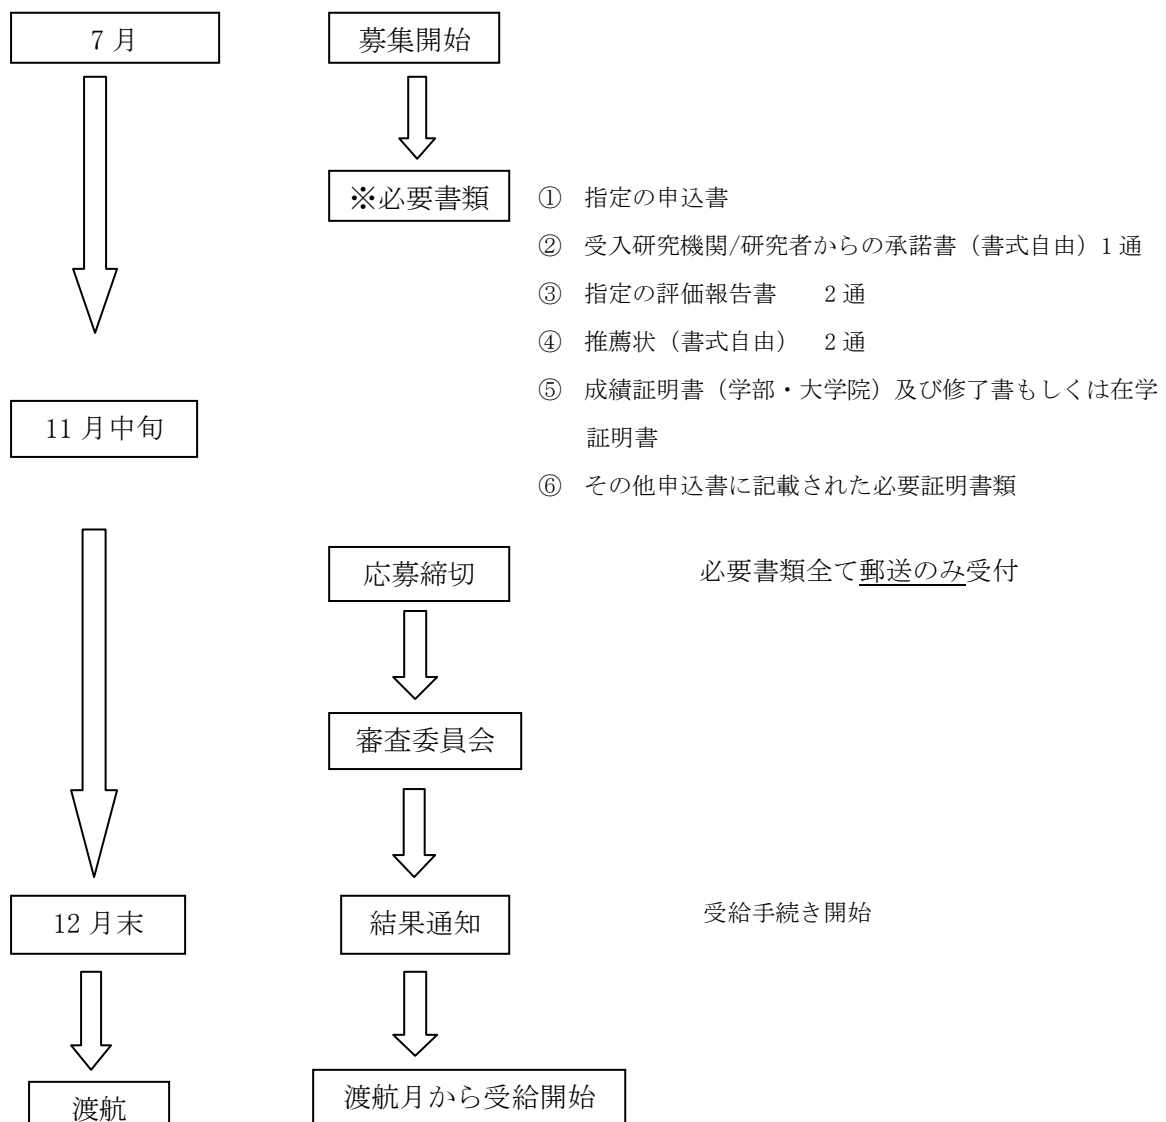 7 月
募集開始
※必要書類
① 指定の申込書
② 受入研究機関/研究者からの承諾書（書式自由）1 通
③ 指定の評価報告書　　2 通
④ 推薦状（書式自由）　2 通
⑤ 成績証明書（学部・大学院）及び修了書もしくは在学
証明書
⑥ その他申込書に記載された必要証明書類
11 月中旬
応募締切
必要書類全て郵送のみ受付
審査委員会
12 月末
結果通知
受給手続き開始
渡航
渡航月から受給開始